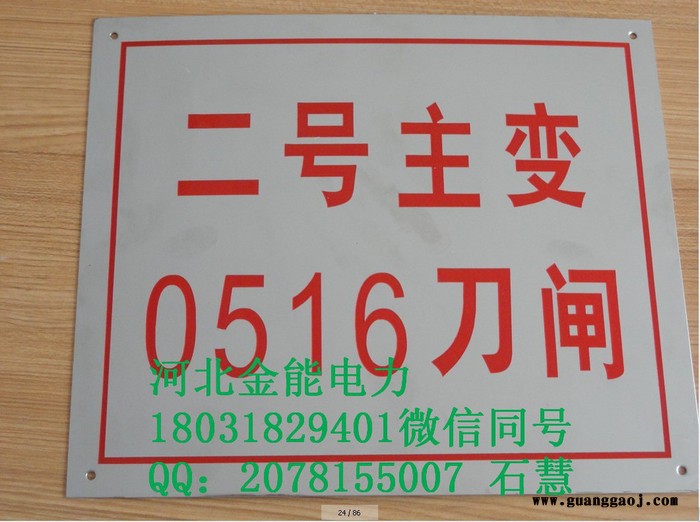 二号主变
0516刀闸
河北金能电力
18031829401微信同号
QQ：2078155007 石慧
www.guanggaoj.com
24 / 86